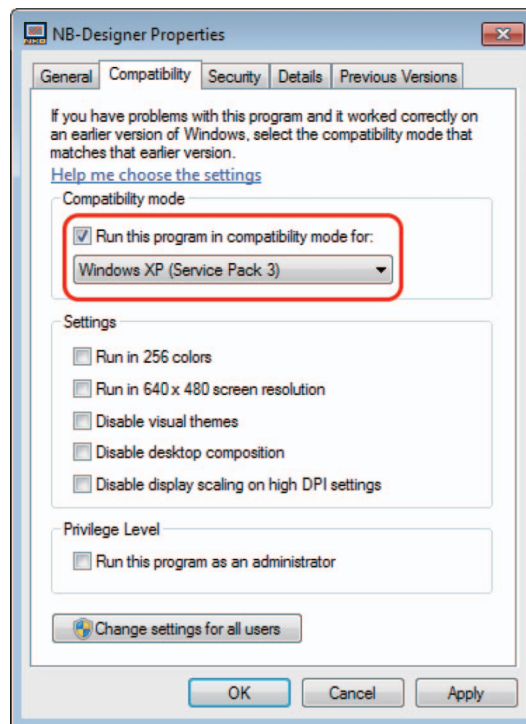 NB-Designer Properties
General Compatibility Security Details Previous Versions
If you have problems with this program and it worked correctly on
an earlier version of Windows, select the compatibility mode that
matches that earlier version.
Help me choose the settings
Compatibility mode
Run this program in compatibility mode for:
Windows XP (Service Pack 3)
Settings
Run in 256 colors
Run in 640 x 480 screen resolution
Disable visual themes
Disable desktop composition
Disable display scaling on high DPI settings
Privilege Level
Run this program as an administrator
Change settings for all users
OK Cancel Apply